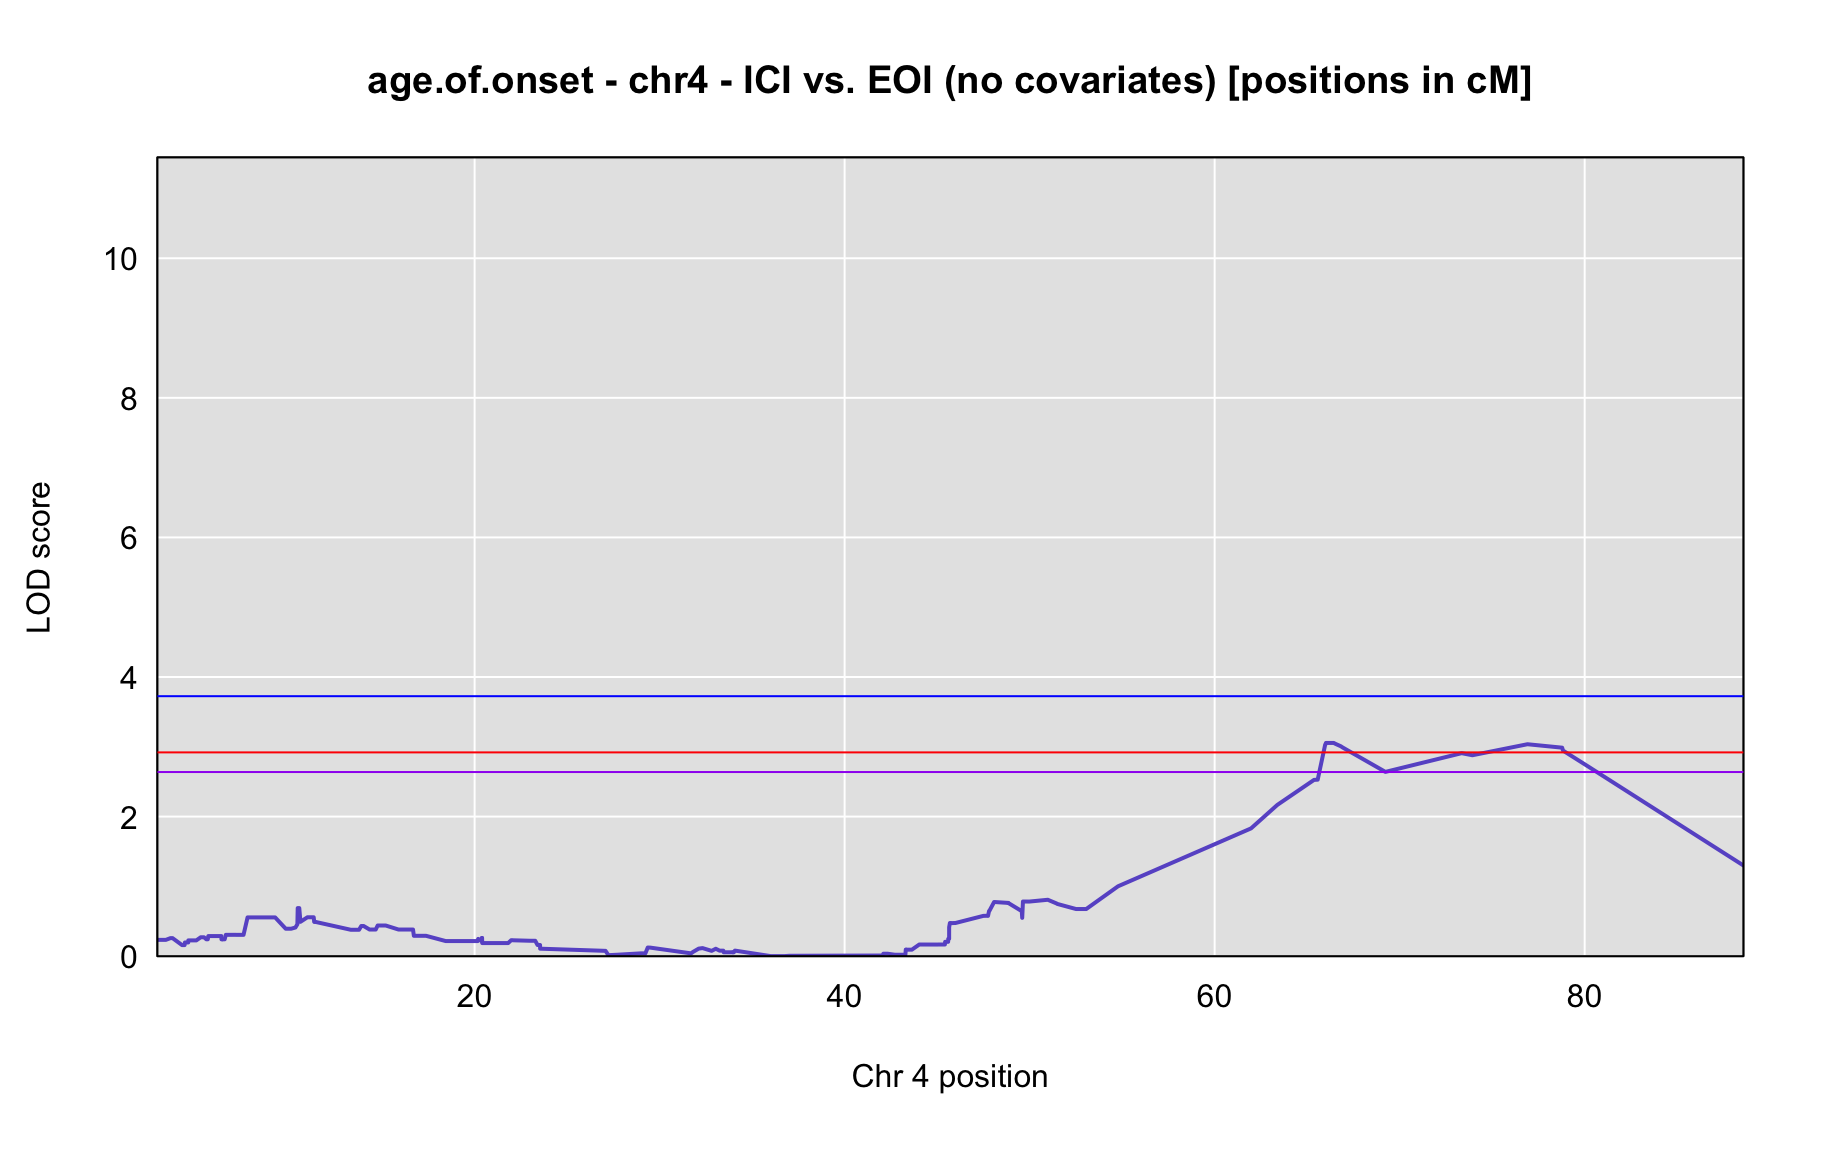 age.of.onset - chr4 - ICI vs. EOI (no covariates) [positions in cM]
10
8
6
4
2
0
LOD score
20 40 60 80
Chr 4 position